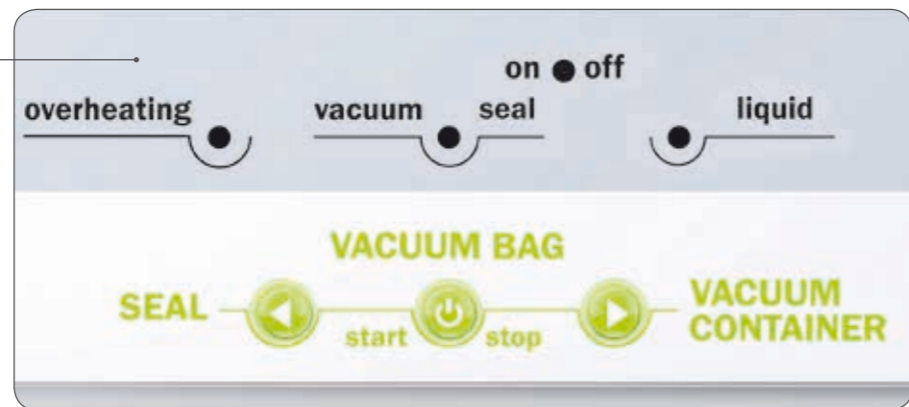 on off
overheating vacuum seal liquid
VACUUM BAG
SEAL
VACUUM
CONTAINER
start stop